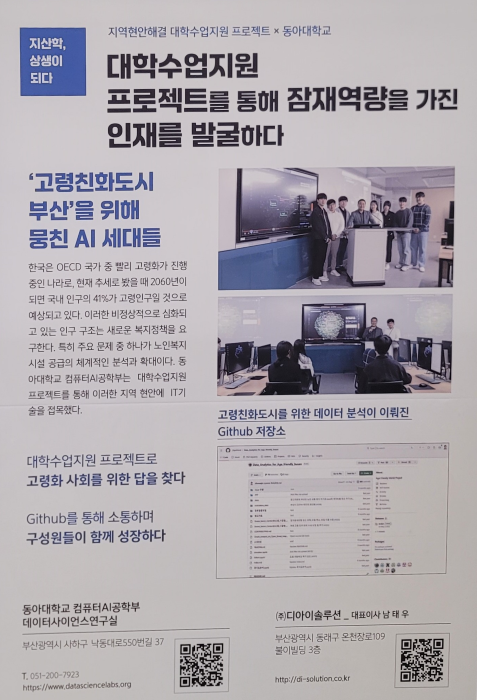 지산학,
상생이
되다
지역현안해결 대학수업지원 프로젝트 × 동아대학교
대학수업지원
프로젝트를 통해 잠재역량을 가진
인재를 발굴하다
‘고령친화도시
부산’을 위해
뭉친 AI 세대들
한국은 OECD 국가 중 빨리 고령화가 진행
중인 나라로, 현재 추세로 봤을 때 2060년이
되면 국내 인구의 41%가 고령인구일 것으로
예상되고 있다. 이러한 비정상적으로 심화되
고 있는 인구 구조는 새로운 복지정책을 요
구한다. 특히 주요 문제 중 하나가 노인복지
시설 공급의 체계적인 분석과 확대이다. 동
아대학교 컴퓨터AI공학부는 대학수업지원
프로젝트를 통해 이러한 지역 현안에 IT기
술을 접목했다.
고령친화도시를 위한 데이터 분석이 이뤄진
Github 저장소
대학수업지원 프로젝트로
고령화 사회를 위한 답을 찾다
Github를 통해 소통하며
구성원들이 함께 성장하다
동아대학교 컴퓨터AI공학부
데이터사이언스연구실
부산광역시 사하구 낙동대로550번길 37
T. 051-200-7923
https://www.datasciencelabs.org
㈜디아이솔루션 _ 대표이사 남 태 우
부산광역시 동래구 온천장로109
불이빌딩 3층
http://di-solution.co.kr